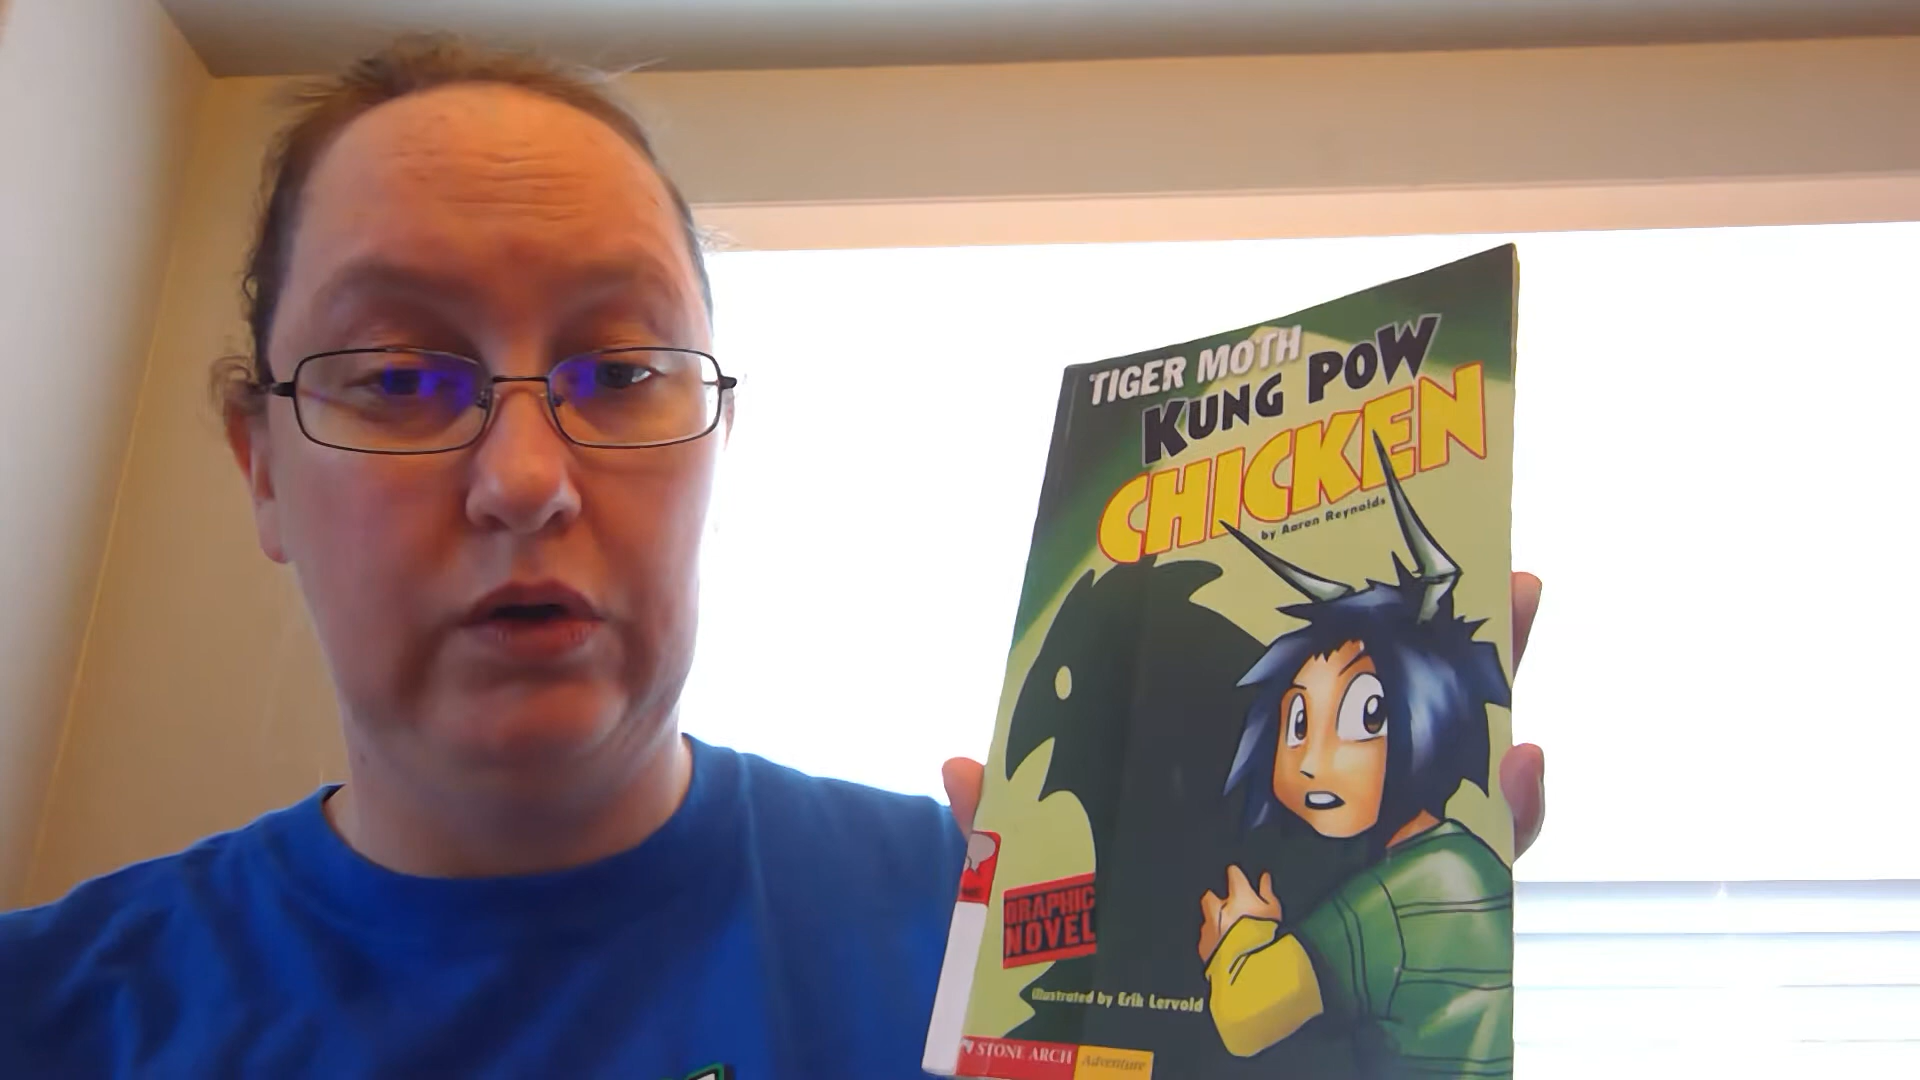 TIGER MOTH
KUNG POW
CHICKEN
by Aaron Reynolds
GRAPHIC
NOVEL
Illustrated by Erik Lervold
STONE ARCH
Adventure